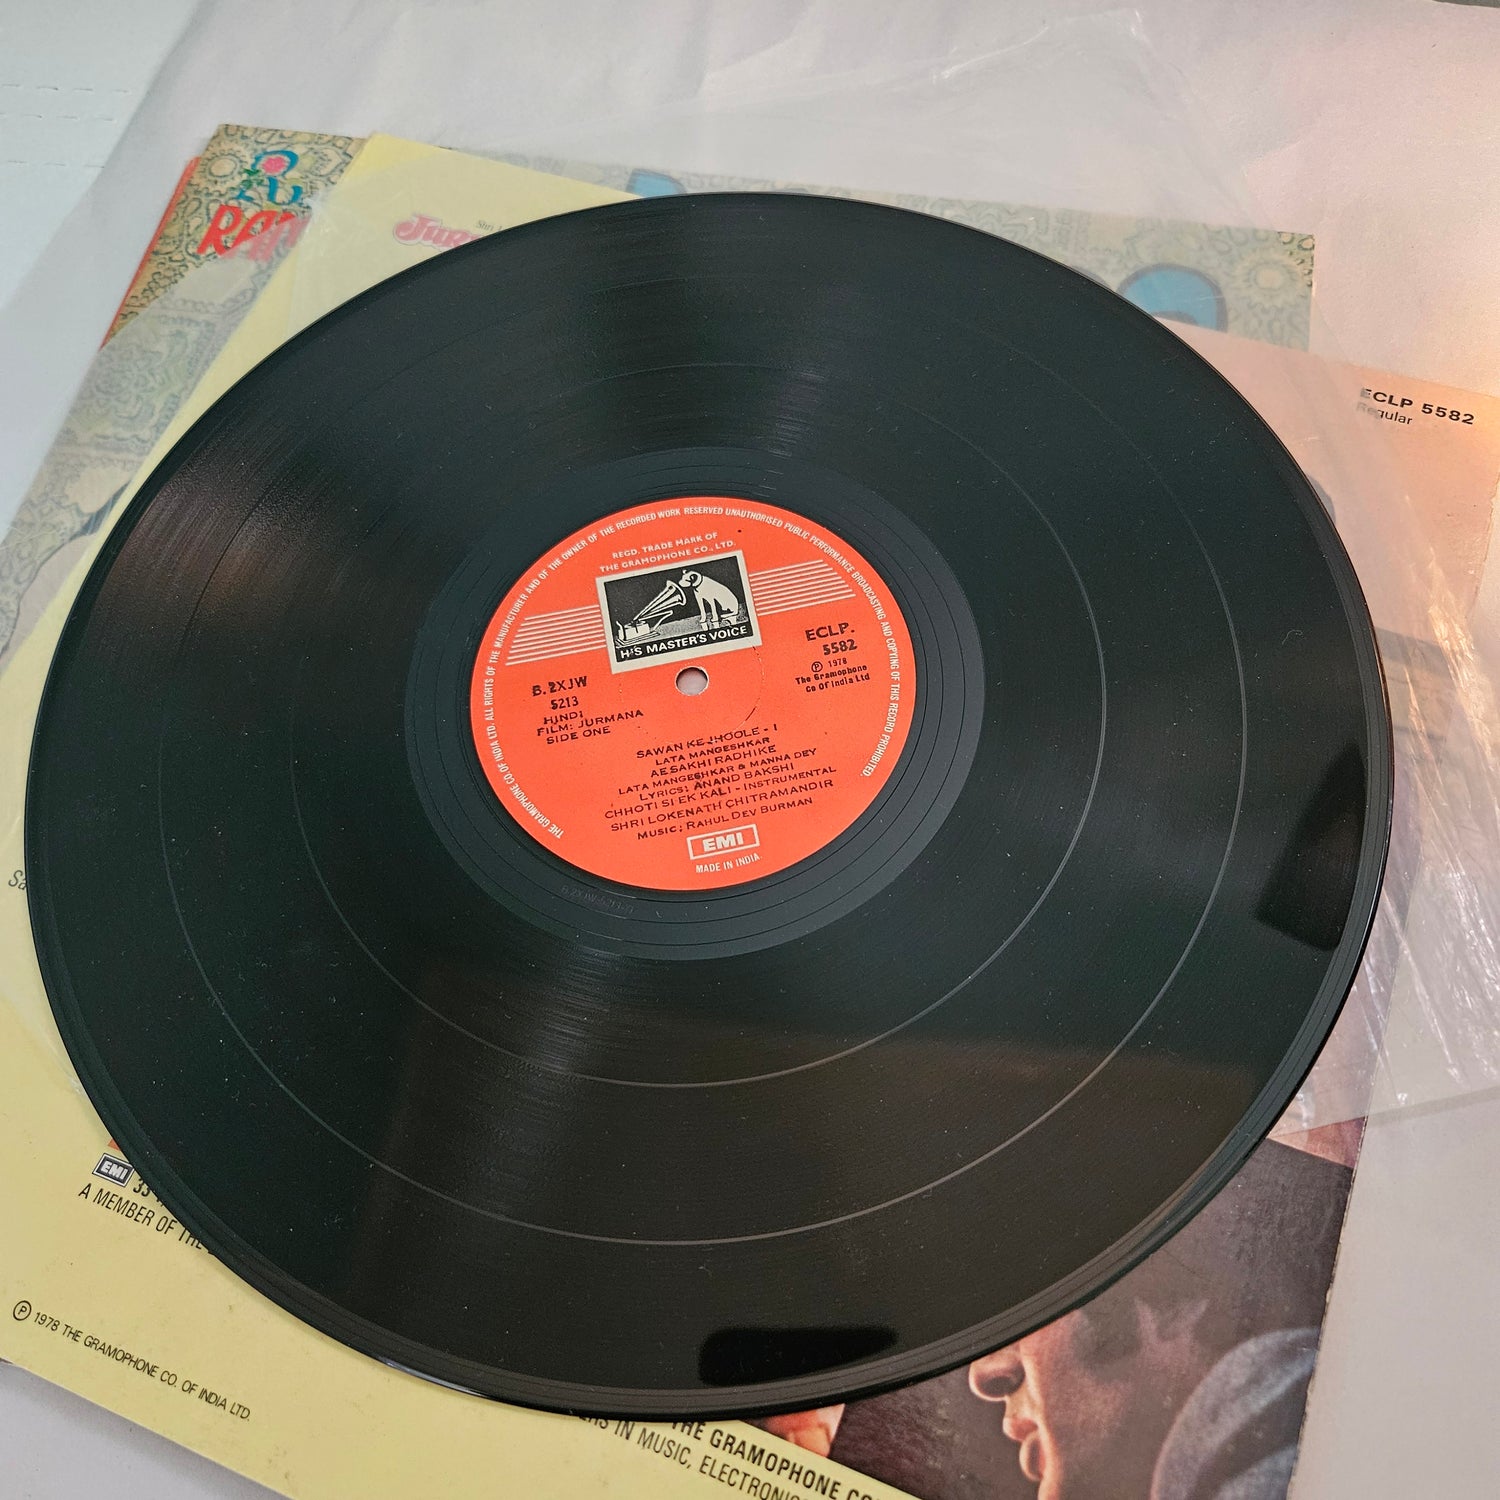 ECLP 5582
Regular
THE GRAMOPHONE CO OF INDIA LTD. ALL RIGHTS OF THE MANUFACTURER AND OF THE OWNER OF THE RECORDED WORK RESERVED UNAUTHORISED PUBLIC PERFORMANCE BROADCASTING AND COPYING OF THIS RECORD PROHIBITED.
REGD. TRADE MARK OF
THE GRAMOPHONE CO., LTD.
HIS MASTER'S VOICE
ECLP.
5582
℗ 1978
The Gramophone
Co Of India Ltd
B.2XJW
5213
HINDI
FILM: JURMANA
SIDE ONE
SAWAN KE JHOOLE - I
LATA MANGESHKAR
AE SAKHI RADHIKE
LATA MANGESHKAR & MANNA DEY
LYRICS: ANAND BAKSHI
CHHOTI SI EK KALI - INSTRUMENTAL
SHRI LOKENATH CHITRAMANDIR
MUSIC: RAHUL DEV BURMAN
EMI
MADE IN INDIA
EMI 33
A MEMBER OF THE
℗ 1978 THE GRAMOPHONE CO. OF INDIA LTD.
THE GRAMOPHONE
IN MUSIC,